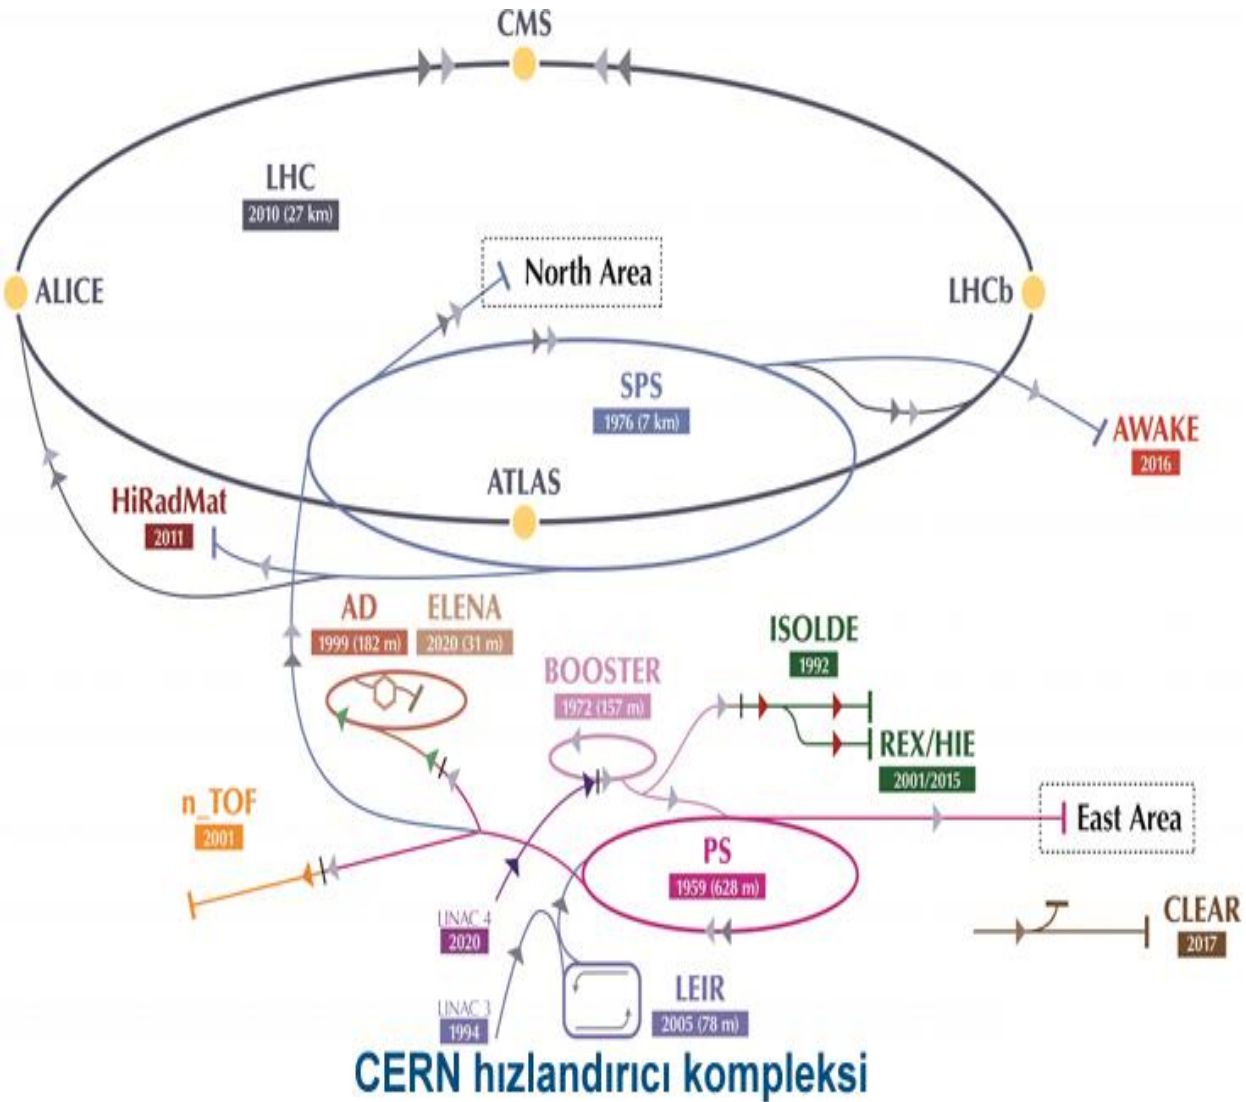 CMS
LHC
2010 (27 km)
North Area
ALICE
LHCb
SPS
1976 (7 km)
AWAKE
2016
ATLAS
HiRadMat
2011
AD
1999 (182 m)
ELENA
2020 (31 m)
ISOLDE
1992
BOOSTER
1972 (157 m)
REX/HIE
2001/2015
n_TOF
2001
East Area
PS
1959 (628 m)
LINAC 4
2020
CLEAR
2017
LEIR
2005 (78 m)
LINAC 3
1994
CERN hızlandırıcı kompleksi